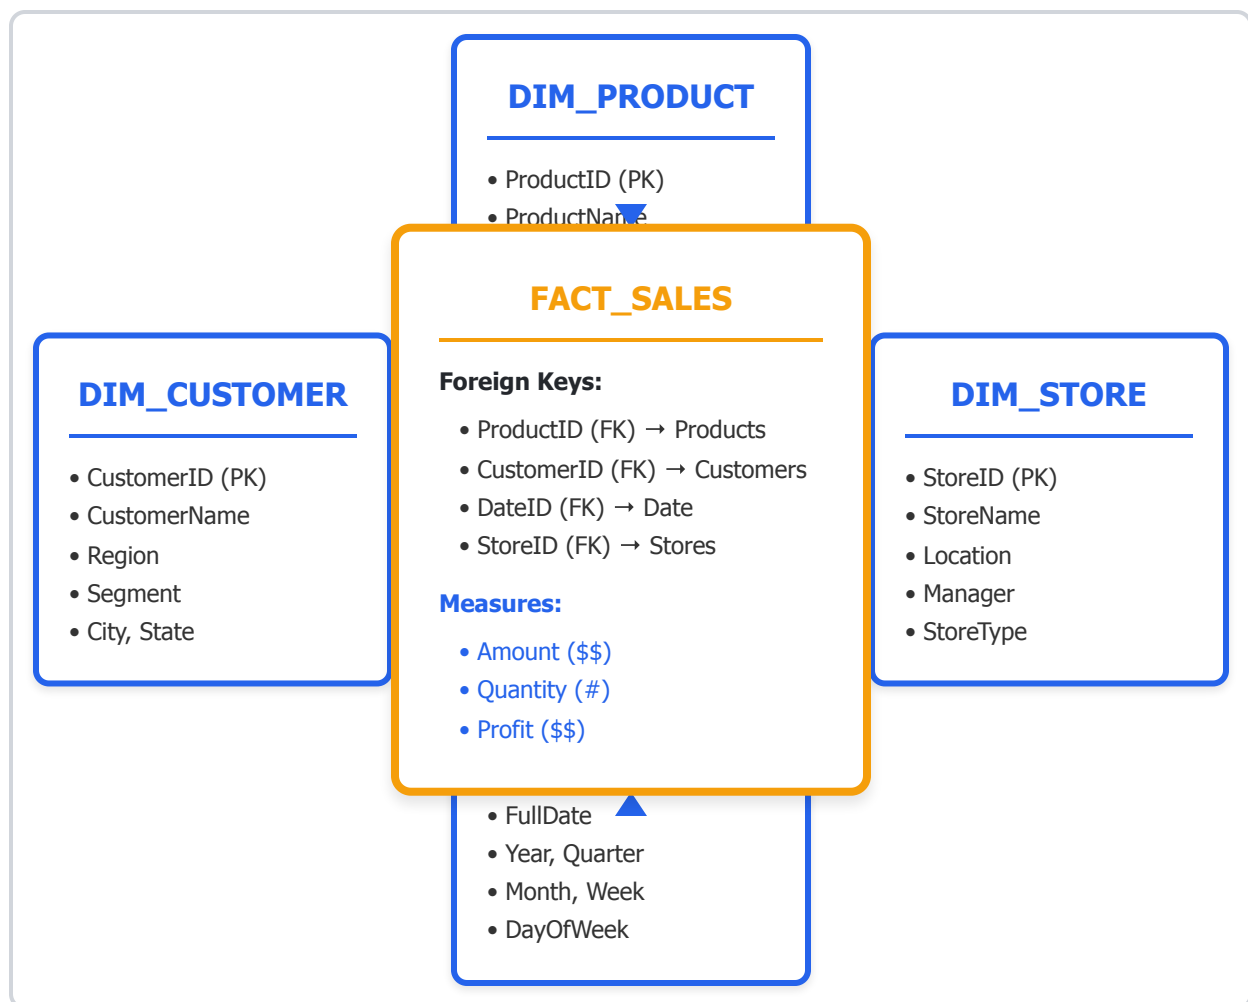 DIM_PRODUCT
• ProductID (PK)
• ProductName
FACT_SALES
Foreign Keys:
• ProductID (FK) → Products
• CustomerID (FK) → Customers
• DateID (FK) → Date
• StoreID (FK) → Stores
Measures:
• Amount ($$)
• Quantity (#)
• Profit ($$)
DIM_CUSTOMER
• CustomerID (PK)
• CustomerName
• Region
• Segment
• City, State
DIM_STORE
• StoreID (PK)
• StoreName
• Location
• Manager
• StoreType
• FullDate
• Year, Quarter
• Month, Week
• DayOfWeek